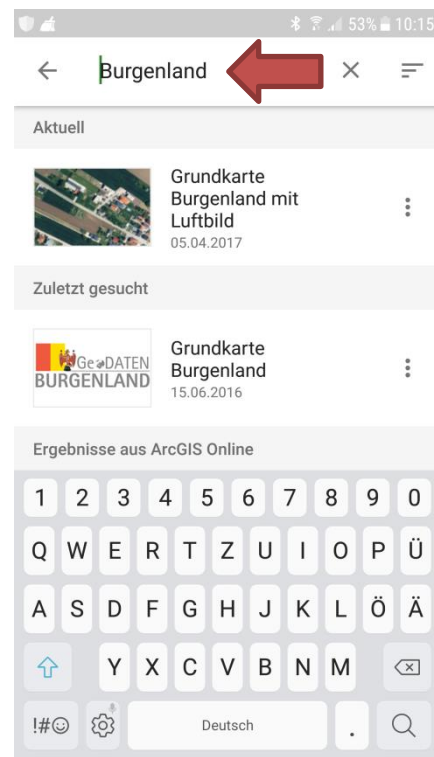 53% 10:15
Burgenland
Aktuell
Grundkarte
Burgenland mit
Luftbild
05.04.2017
Zuletzt gesucht
GeoDATEN
BURGENLAND
Grundkarte
Burgenland
15.06.2016
Ergebnisse aus ArcGIS Online
1 2 3 4 5 6 7 8 9 0
Q W E R T Z U I O P Ü
A S D F G H J K L Ö Ä
Y X C V B N M
!#☺ Deutsch .